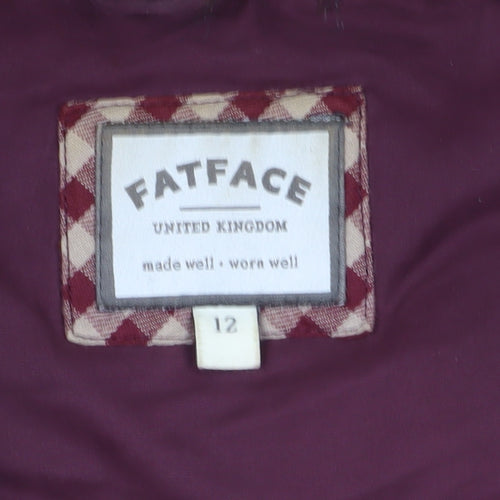 FATFACE
UNITED KINGDOM
made well • worn well
12